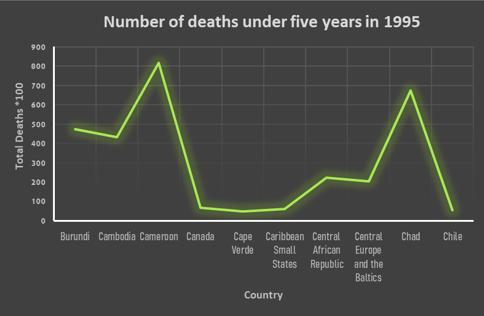 Number of deaths under five years in 1995
Total Deaths *100
900
800
700
600
500
400
300
200
100
0
Burundi
Cambodia
Cameroon
Canada
Cape
Verde
Caribbean
Small
States
Central
African
Republic
Central
Europe
and the
Baltics
Chad
Chile
Country